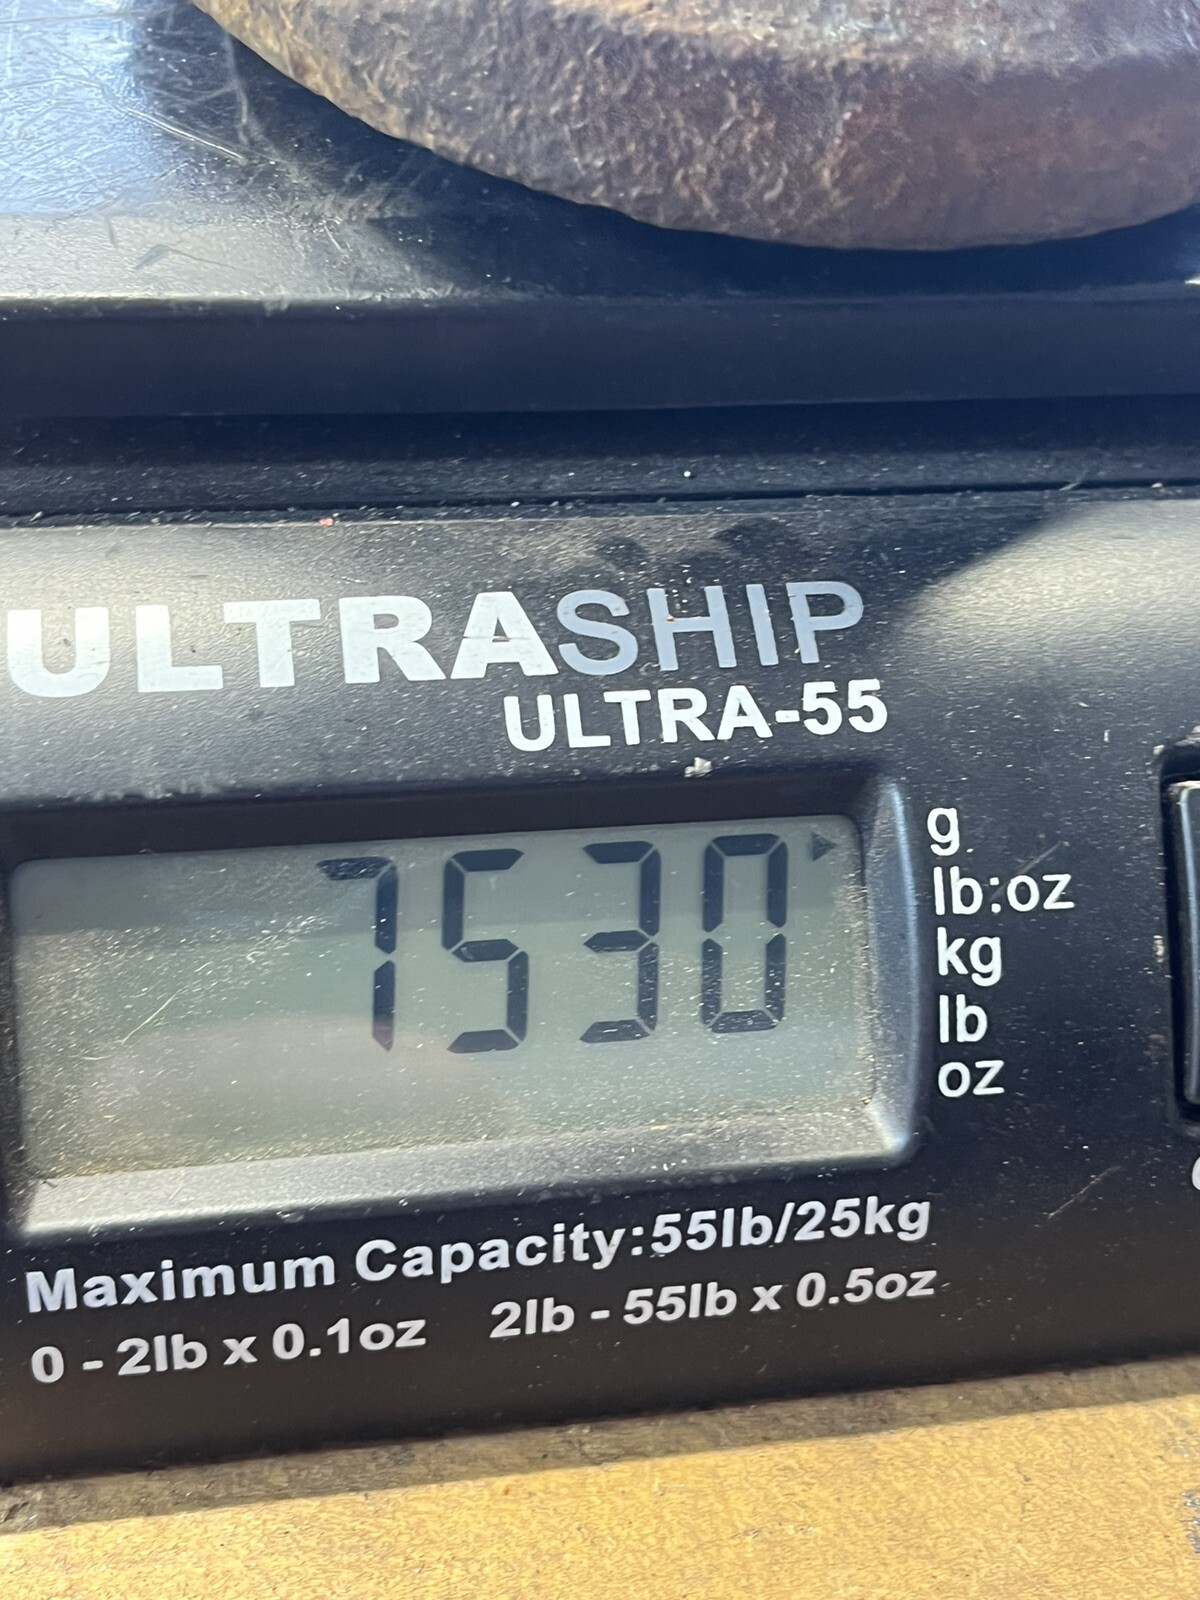 ULTRASHIP
ULTRA-55
7530
g
lb:oz
kg
lb
oz
Maximum Capacity:55lb/25kg
0 - 2lb x 0.1oz 2lb - 55lb x 0.5oz